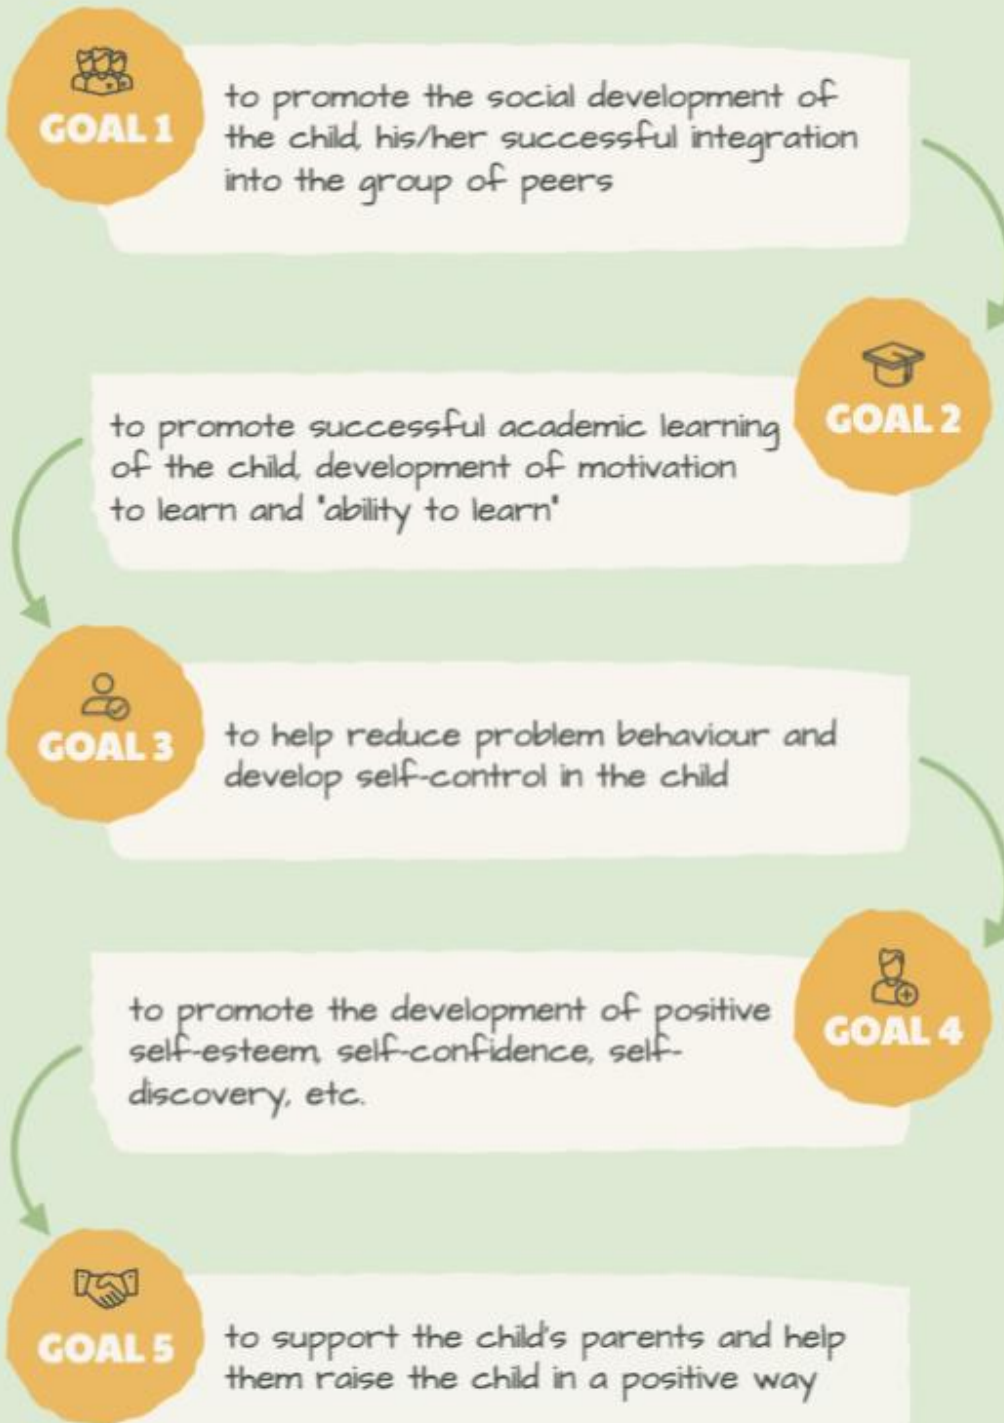 GOAL 1
to promote the social development of
the child, his/her successful integration
into the group of peers
GOAL 2
to promote successful academic learning
of the child, development of motivation
to learn and "ability to learn"
GOAL 3
to help reduce problem behaviour and
develop self-control in the child
GOAL 4
to promote the development of positive
self-esteem, self-confidence, self-
discovery, etc.
GOAL 5
to support the child's parents and help
them raise the child in a positive way